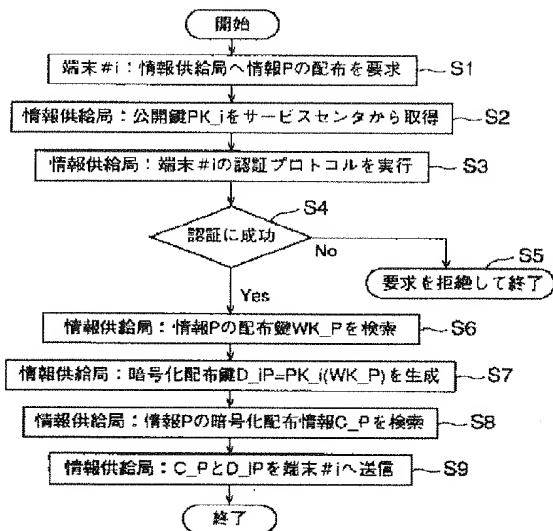 開始
端末#i：情報供給局へ情報Pの配布を要求 S1
情報供給局：公開鍵PK_iをサービスセンタから取得 S2
情報供給局：端末#iの認証プロトコルを実行 S3
S4
認証に成功
No
S5
要求を拒絶して終了
Yes
情報供給局：情報Pの配布鍵WK_Pを検索 S6
情報供給局：暗号化配布鍵D_iP=PK_i(WK_P)を生成 S7
情報供給局：情報Pの暗号化配布情報C_Pを検索 S8
情報供給局：C_PとD_iPを端末#iへ送信 S9
終了